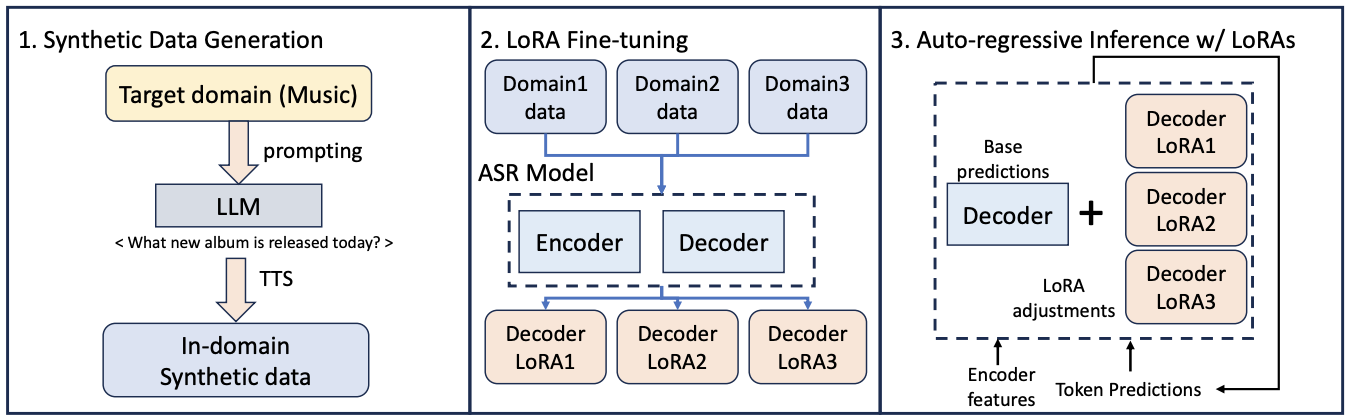 1. Synthetic Data Generation
Target domain (Music)
prompting
LLM
< What new album is released today? >
TTS
In-domain
Synthetic data
2. LoRA Fine-tuning
Domain1
data
Domain2
data
Domain3
data
ASR Model
Encoder
Decoder
Decoder
LoRA1
Decoder
LoRA2
Decoder
LoRA3
3. Auto-regressive Inference w/ LoRAs
Base
predictions
Decoder
+
Decoder
LoRA1
Decoder
LoRA2
Decoder
LoRA3
LoRA
adjustments
Encoder
features
Token Predictions